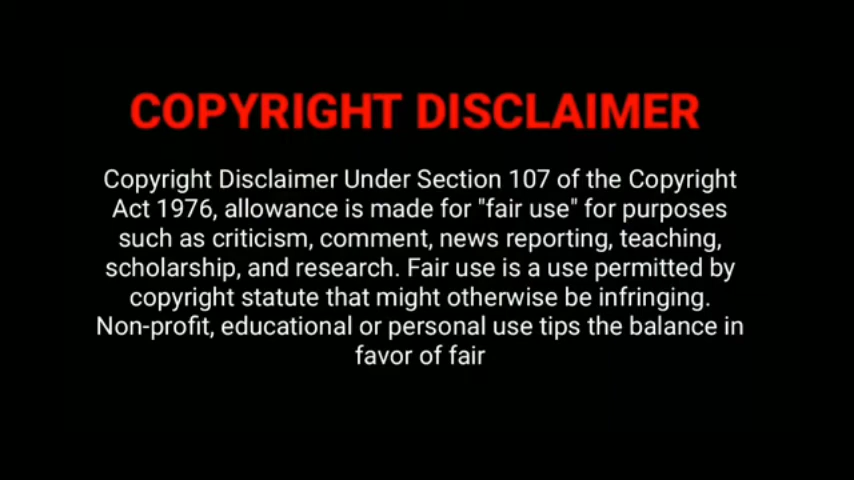 COPYRIGHT DISCLAIMER
Copyright Disclaimer Under Section 107 of the Copyright
Act 1976, allowance is made for "fair use" for purposes
such as criticism, comment, news reporting, teaching,
scholarship, and research. Fair use is a use permitted by
copyright statute that might otherwise be infringing.
Non-profit, educational or personal use tips the balance in
favor of fair